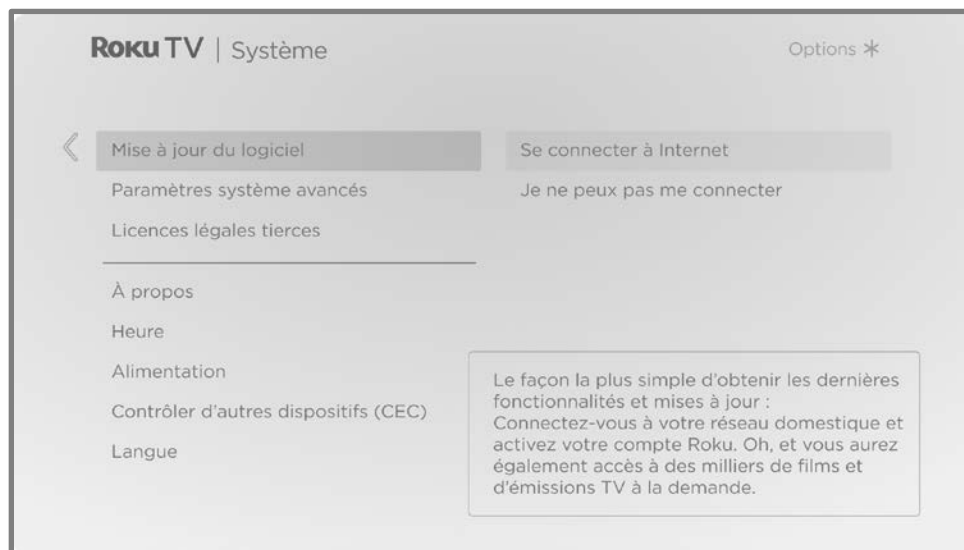 Roku TV | Système
Options *
Mise à jour du logiciel
Se connecter à Internet
Paramètres système avancés
Je ne peux pas me connecter
Licences légales tierces
À propos
Heure
Alimentation
Contrôler d'autres dispositifs (CEC)
Langue
Le façon la plus simple d'obtenir les dernières
fonctionnalités et mises à jour :
Connectez-vous à votre réseau domestique et
activez votre compte Roku. Oh, et vous aurez
également accès à des milliers de films et
d'émissions TV à la demande.